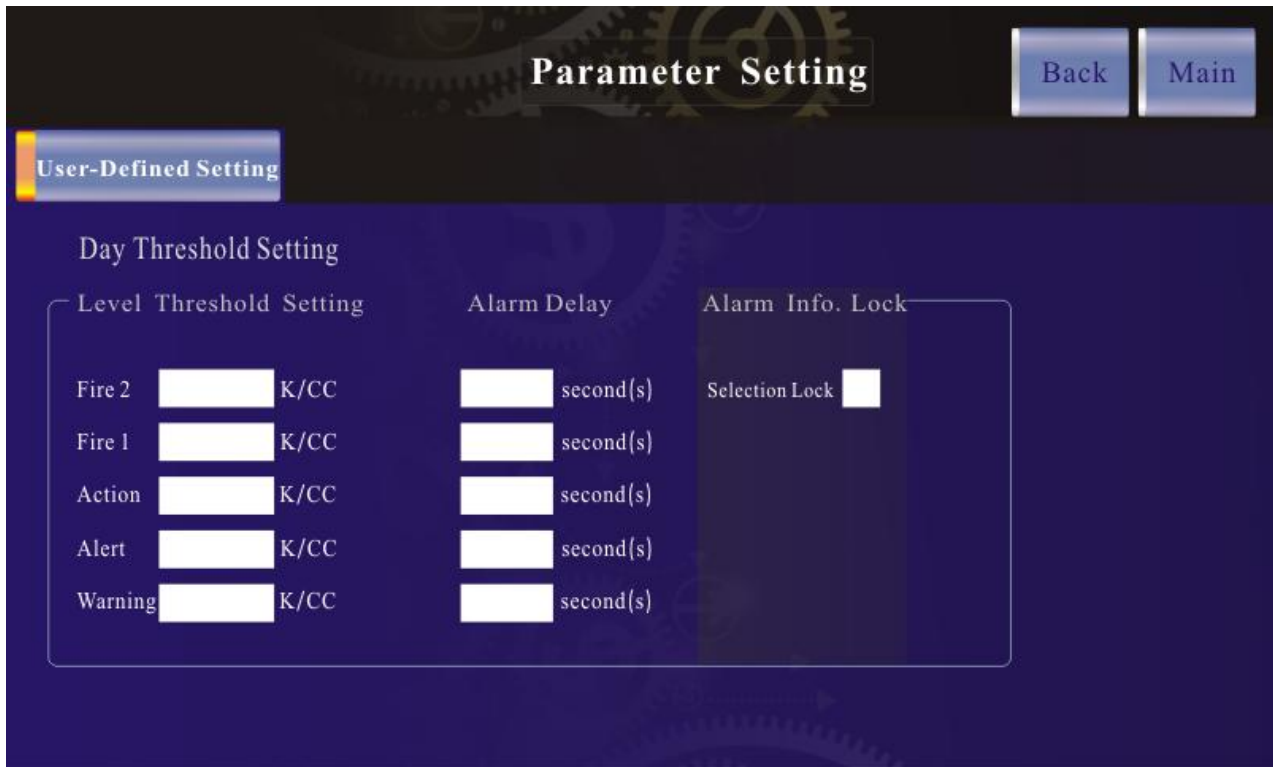 Parameter Setting
Back
Main
User-Defined Setting
Day Threshold Setting
Level Threshold Setting Alarm Delay Alarm Info. Lock
Fire 2 K/CC second(s) Selection Lock
Fire 1 K/CC second(s)
Action K/CC second(s)
Alert K/CC second(s)
Warning K/CC second(s)